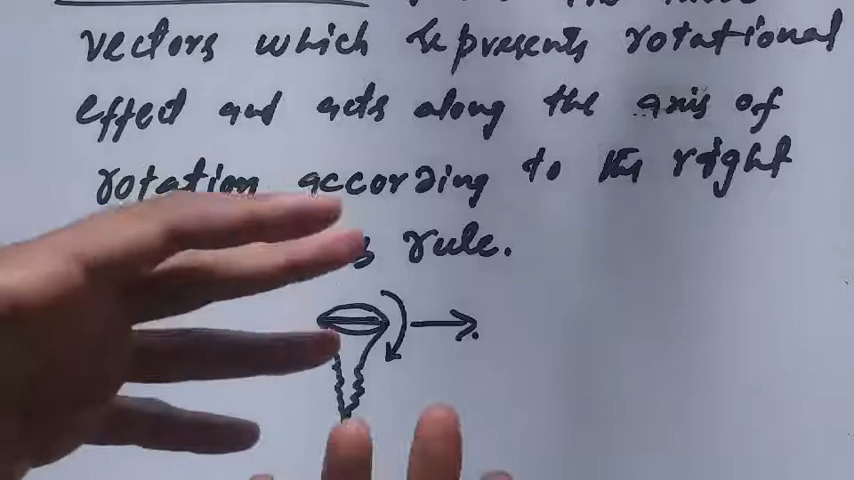 vectors which represents rotational
effect and acts along the axis of
rotation according to the right
rule.